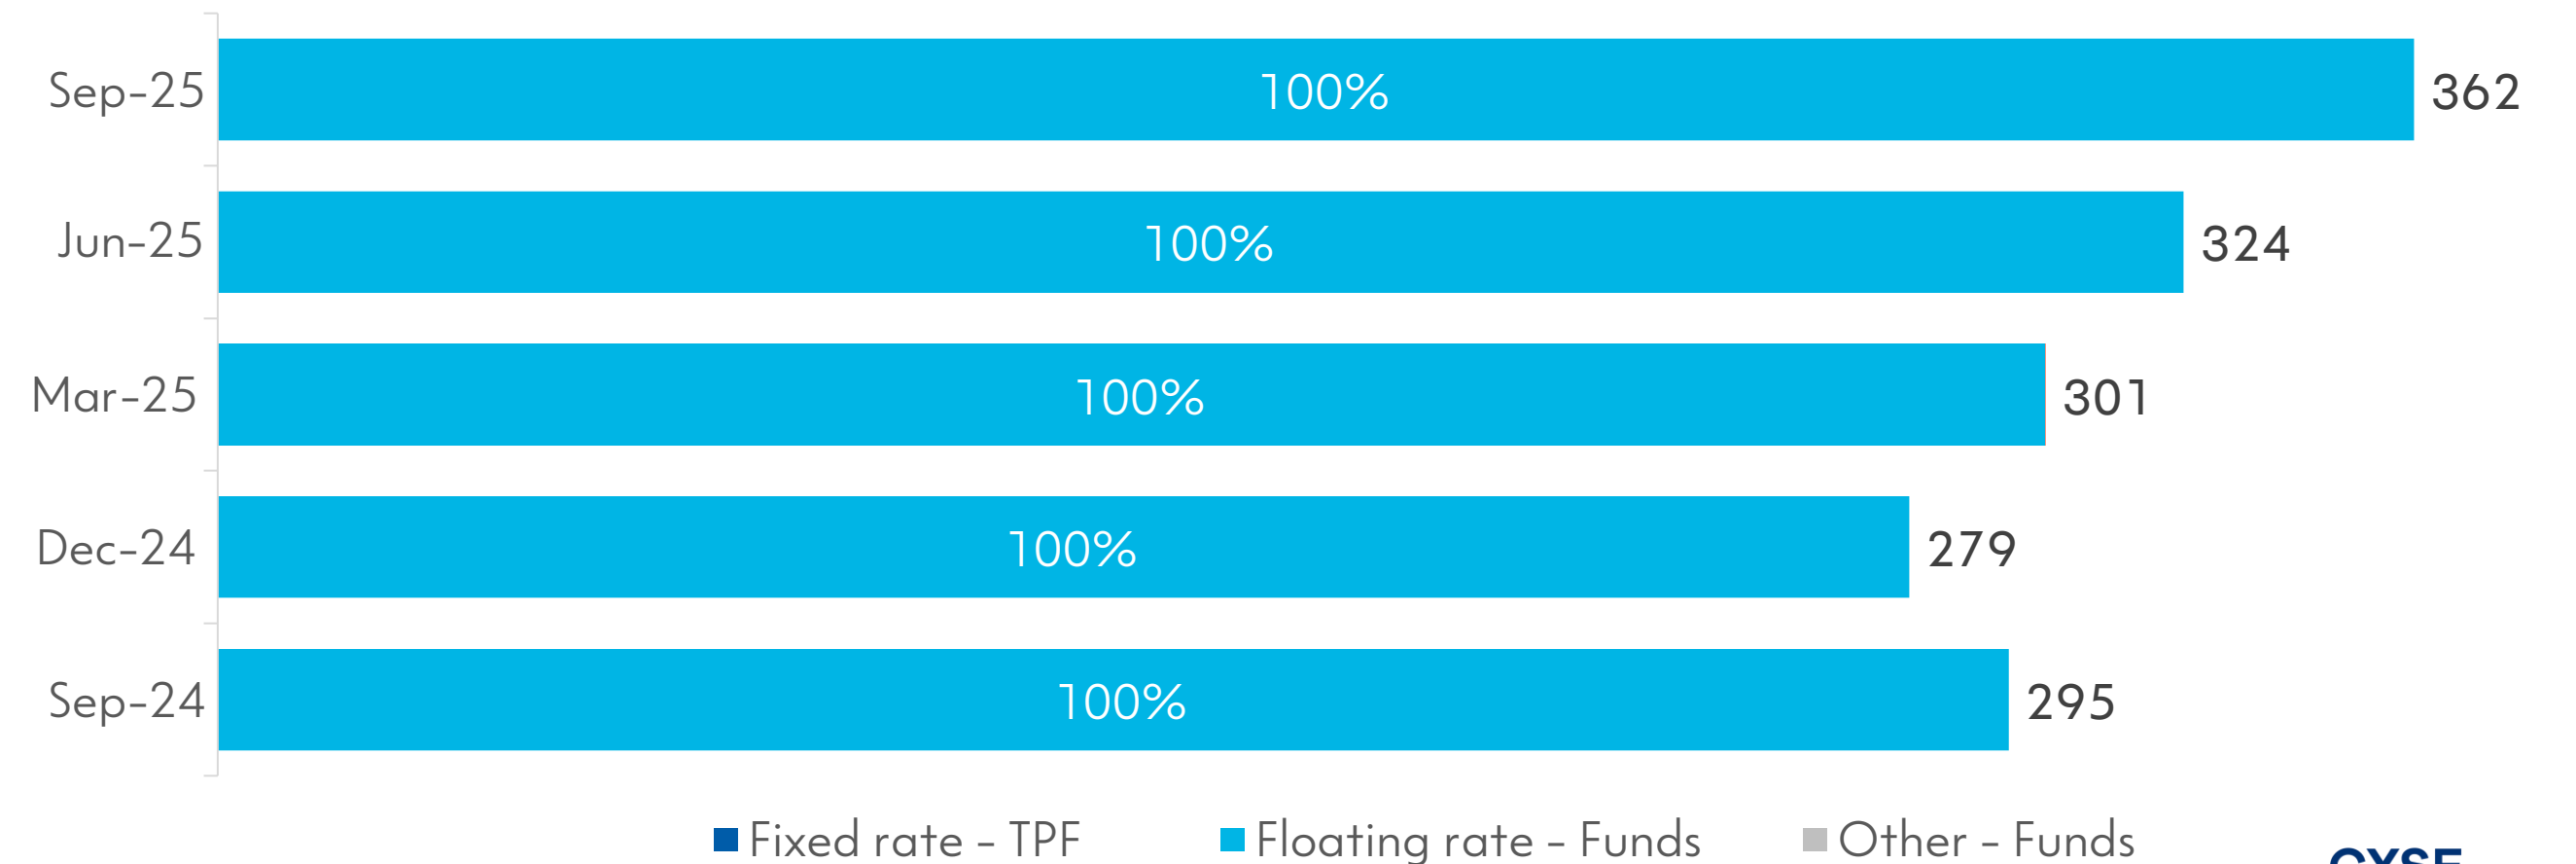 Sep-25 100% 362
Jun-25 100% 324
Mar-25 100% 301
Dec-24 100% 279
Sep-24 100% 295
Fixed rate - TPF Floating rate - Funds Other - Funds